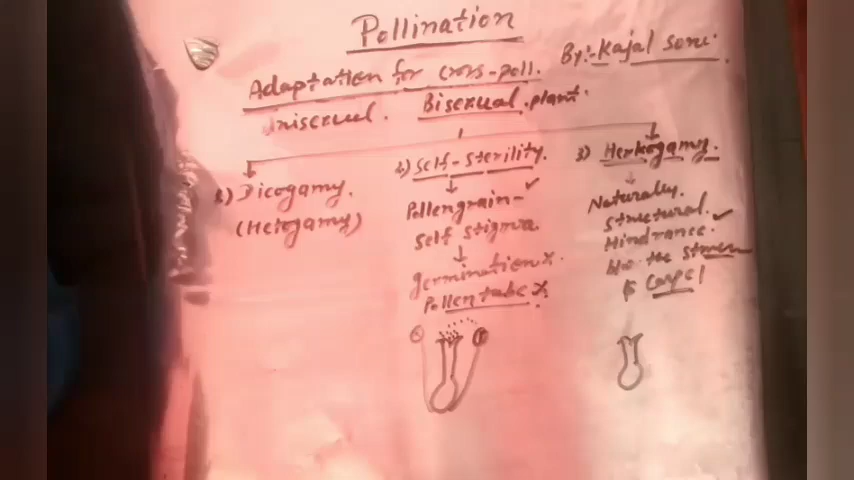 Pollination
By:- Kajal soni.
Adaptation for cross-poll.
Unisexual. Bisexual plant.
1) Dicogamy.
(Hetogamy)
2) Self-sterility.
Pollengrain- ✓
Self stigma.
germination x.
Pollen tube x.
3) Herkogamy.
Naturally.
Structural. ✓
Hindrance.
b/w the stamen
& Carpel